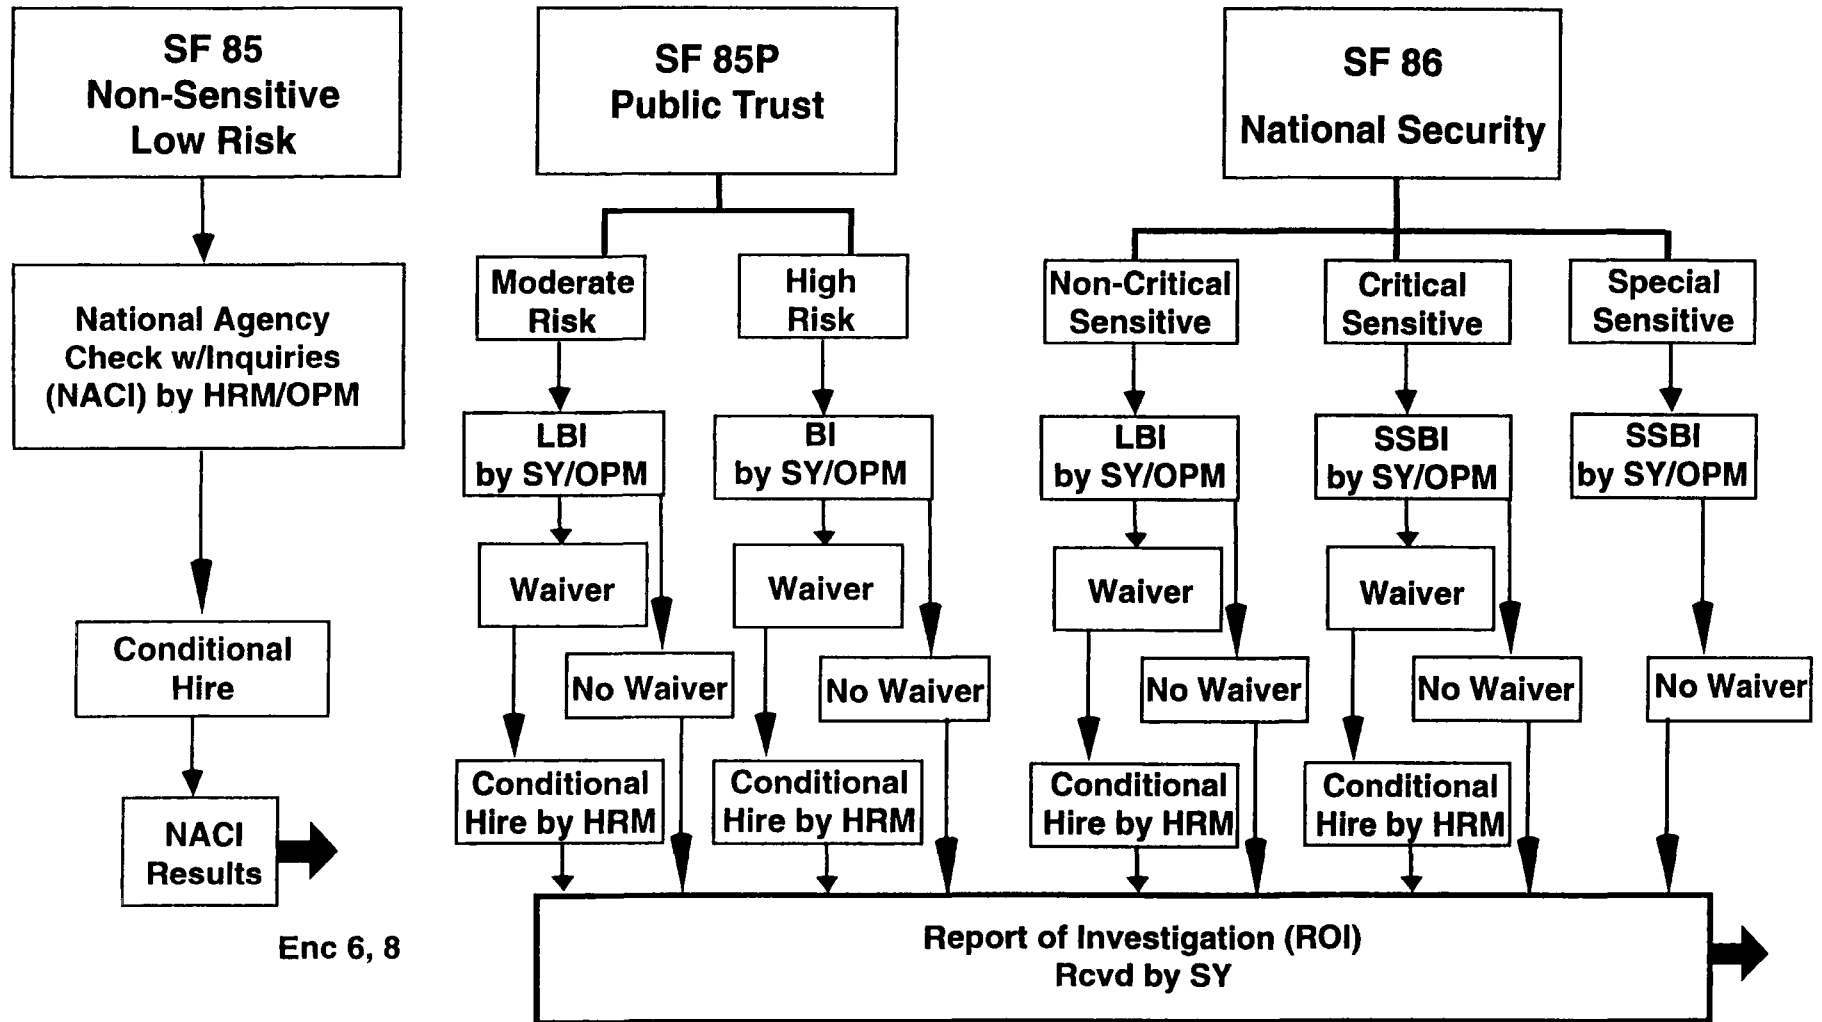 SF 85
Non-Sensitive
Low Risk
National Agency
Check w/Inquiries
(NACI) by HRM/OPM
Conditional
Hire
NACI
Results
Enc 6, 8
SF 85P
Public Trust
Moderate
Risk
LBI
by SY/OPM
Waiver
No Waiver
Conditional
Hire by HRM
High
Risk
BI
by SY/OPM
Waiver
No Waiver
Conditional
Hire by HRM
SF 86
National Security
Non-Critical
Sensitive
LBI
by SY/OPM
Waiver
No Waiver
Conditional
Hire by HRM
Critical
Sensitive
SSBI
by SY/OPM
Waiver
No Waiver
Conditional
Hire by HRM
Special
Sensitive
SSBI
by SY/OPM
No Waiver
Report of Investigation (ROI)
Rcvd by SY